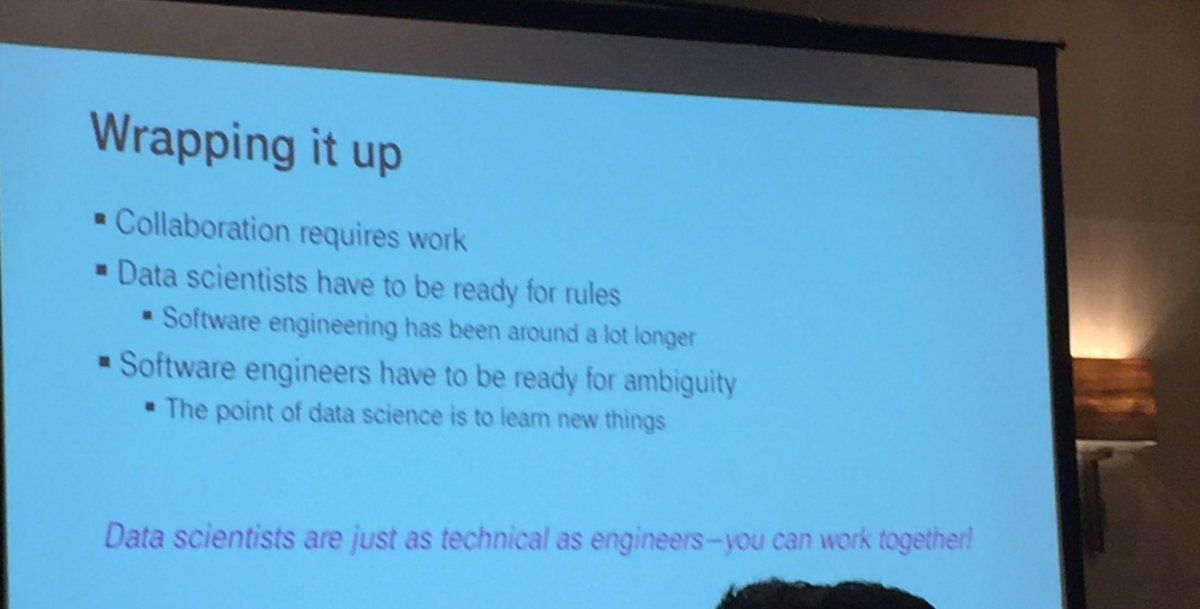 Wrapping it up
▪ Collaboration requires work
▪ Data scientists have to be ready for rules
▪ Software engineering has been around a lot longer
▪ Software engineers have to be ready for ambiguity
▪ The point of data science is to learn new things
Data scientists are just as technical as engineers—you can work together!